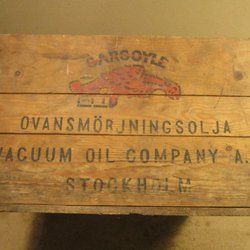 GARGOYLE
OVANSMÖRJNINGSOLJA
VACUUM OIL COMPANY A.
STOCKHOLM